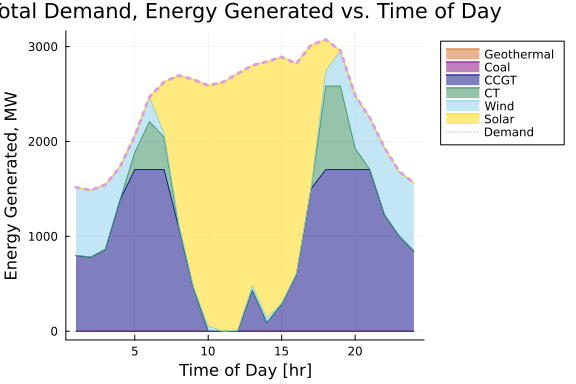 otal Demand, Energy Generated vs. Time of Day
Energy Generated, MW
3000
2000
1000
0
5
10
15
20
Time of Day [hr]
Geothermal
Coal
CCGT
CT
Wind
Solar
Demand